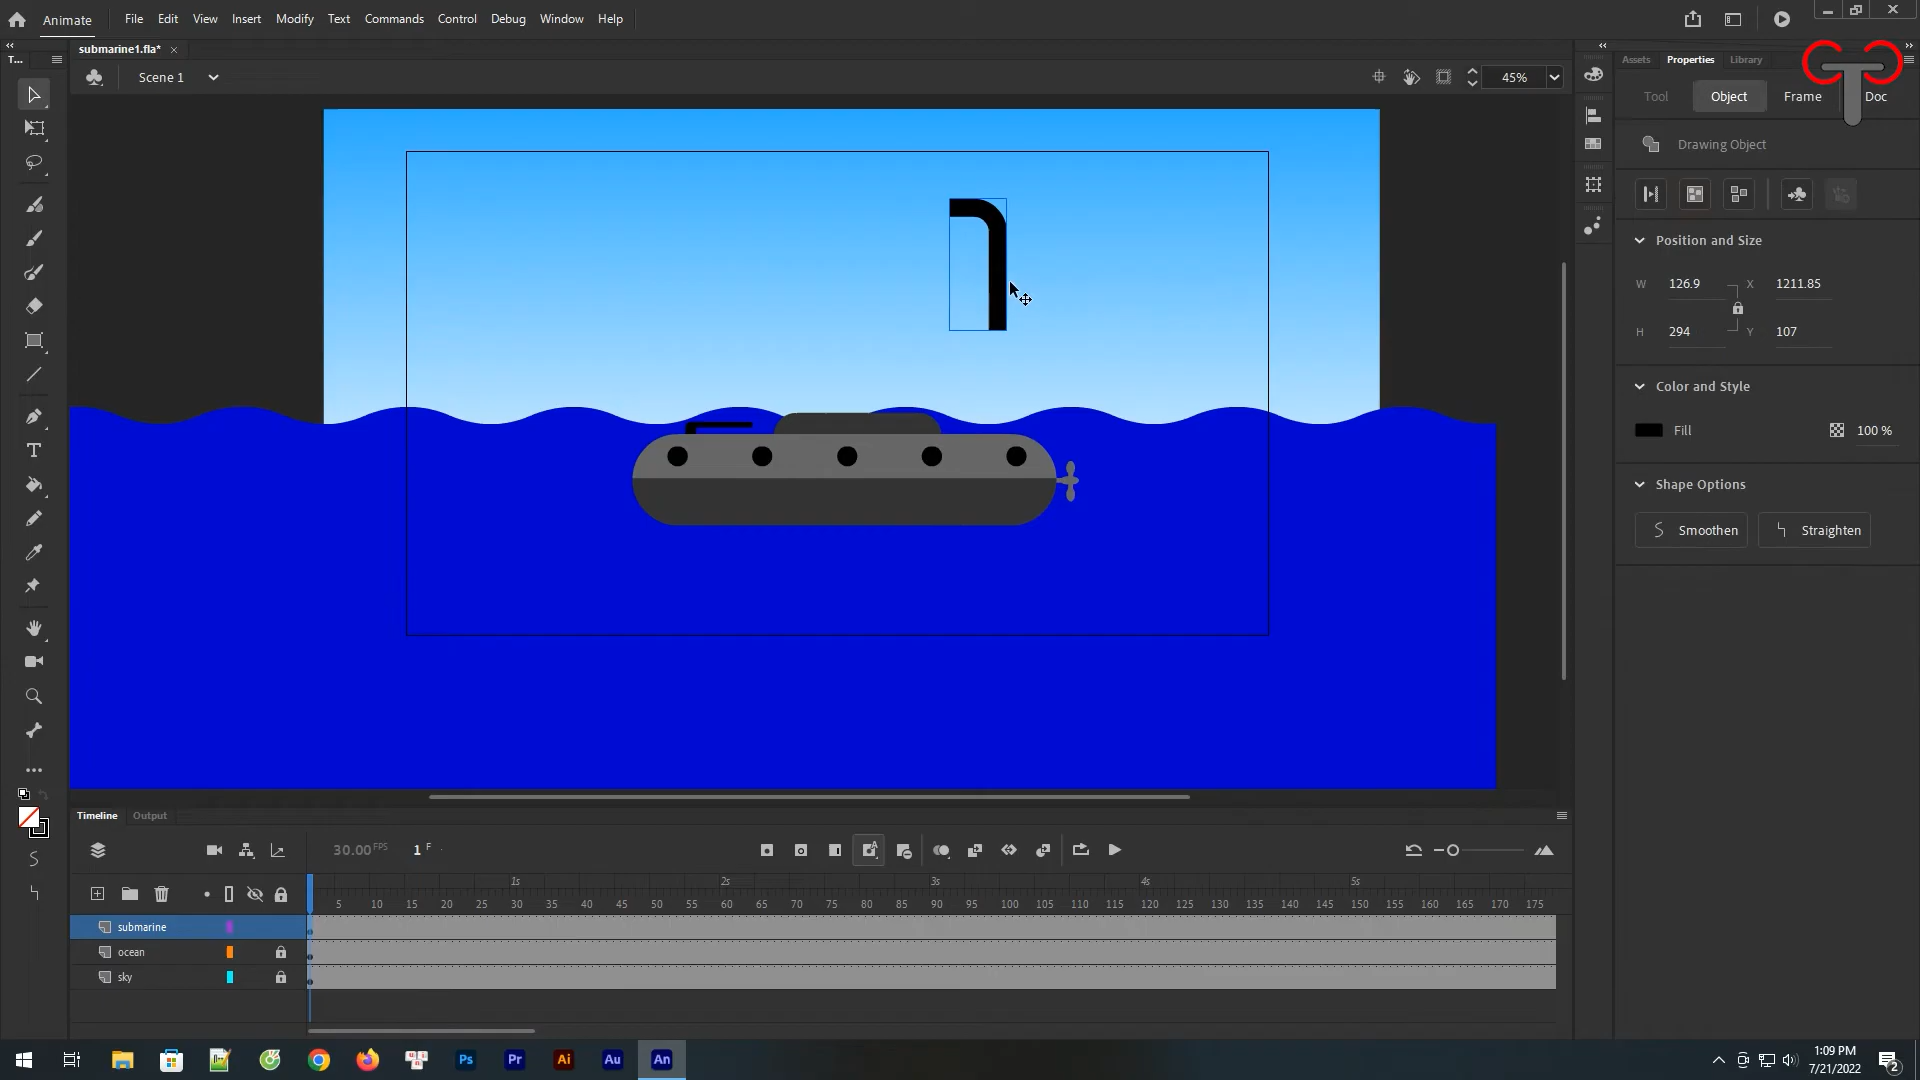 Animate File Edit View Insert Modify Text Commands Control Debug Window Help
submarine1.fla*
T...
Scene 1
45%
Assets Properties Library
Tool Object Frame Doc
Drawing Object
Position and Size
W 126.9 X 1211.85
H 294 Y 107
Color and Style
Fill 100 %
Shape Options
Smoothen Straighten
Timeline Output
30.00 FPS 1 F
1s 2s 3s 4s 5s
5 10 15 20 25 30 35 40 45 50 55 60 65 70 75 80 85 90 95 100 105 110 115 120 125 130 135 140 145 150 155 160 165 170 175
submarine
ocean
sky
Ps Pr Ai Au An
1:09 PM
7/21/2022
2